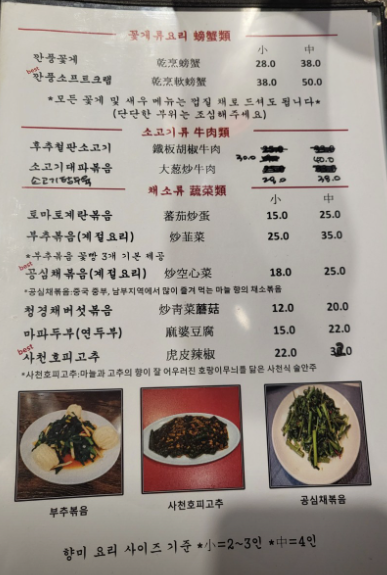 꽃게류요리 螃蟹類
小 中
깐풍꽃게 乾烹螃蟹 28.0 38.0
best
깐풍소프트크랩 乾烹軟螃蟹 38.0 50.0
*모든 꽃게 및 새우 메뉴는 껍질 채로 드셔도 됩니다*
(단단한 부위는 조심해주세요)
소고기류 牛肉類
후추철판소고기 鐵板胡椒牛肉
30.0 40.0
소고기대파볶음 大葱炒牛肉
29.0 38.0
채소류 蔬菜類
小 中
토마토계란볶음 蕃茄炒蛋 15.0 25.0
부추볶음(계절요리) 炒韭菜 25.0 35.0
*부추볶음 꽃빵 3개 기본 제공
best
공심채볶음(계절요리) 炒空心菜 18.0 25.0
*공심채볶음:중국 중부, 남부지역에서 많이 즐겨 먹는 마늘 향의 채소볶음
청경채버섯볶음 炒靑菜蘑菇 12.0 20.0
마파두부(연두부) 麻婆豆腐 15.0 22.0
best
사천호피고추 虎皮辣椒 22.0
*사천호피고추;마늘과 고추의 향이 잘 어우러진 호랑이무늬를 닮은 사천식 술안주
부추볶음
사천호피고추
공심채볶음
향미 요리 사이즈 기준 *小=2~3인 *中=4인